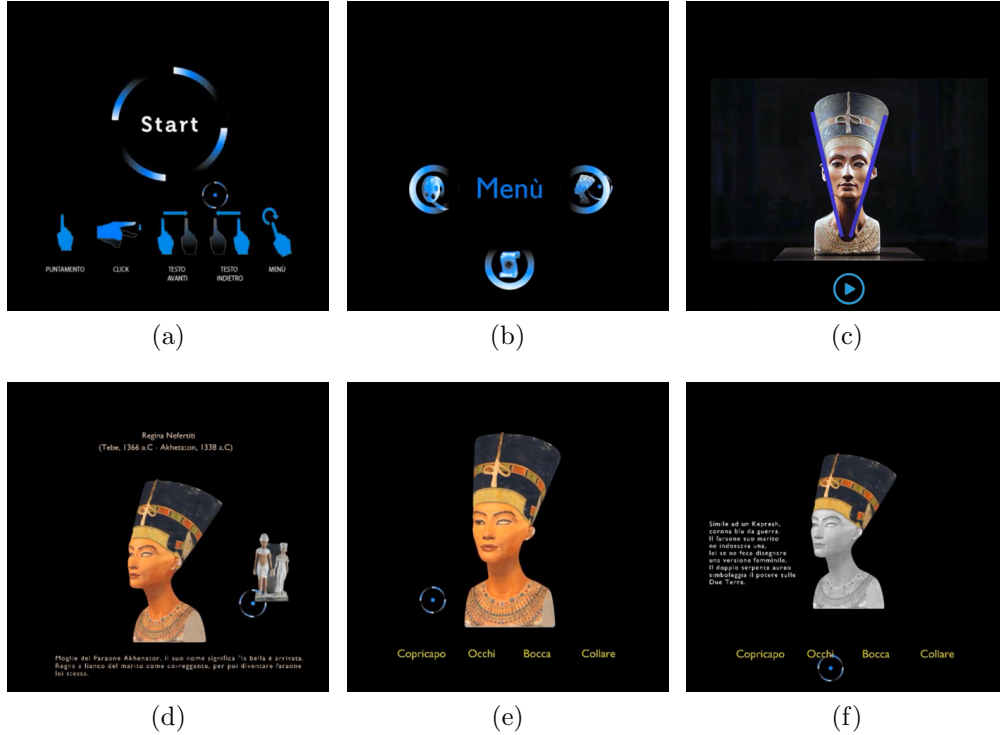 Start
PUNTAMENTO
CLICK
TESTO
AVANTI
TESTO
INDIETRO
MENÙ
(a)
Menù
(b)
(c)
Regina Nefertiti
(Tebe, 1366 a.C - Akhetaton, 1338 a.C)
Moglie del Faraone Akhenaton, il suo nome significa "la bella è arrivata.
Regna a fianco del marito come co-reggente, per poi diventare faraone
lei stessa.
(d)
Copricapo Occhi Bocca Collare
(e)
Simile ad un Kepresh,
corona blu da guerra.
Il faraone suo marito
ne indossava una,
lei se ne fece disegnare
una versione femminile.
Il doppio serpente aureo
simboleggia il potere sulle
Due Terre.
Copricapo Occhi Bocca Collare
(f)